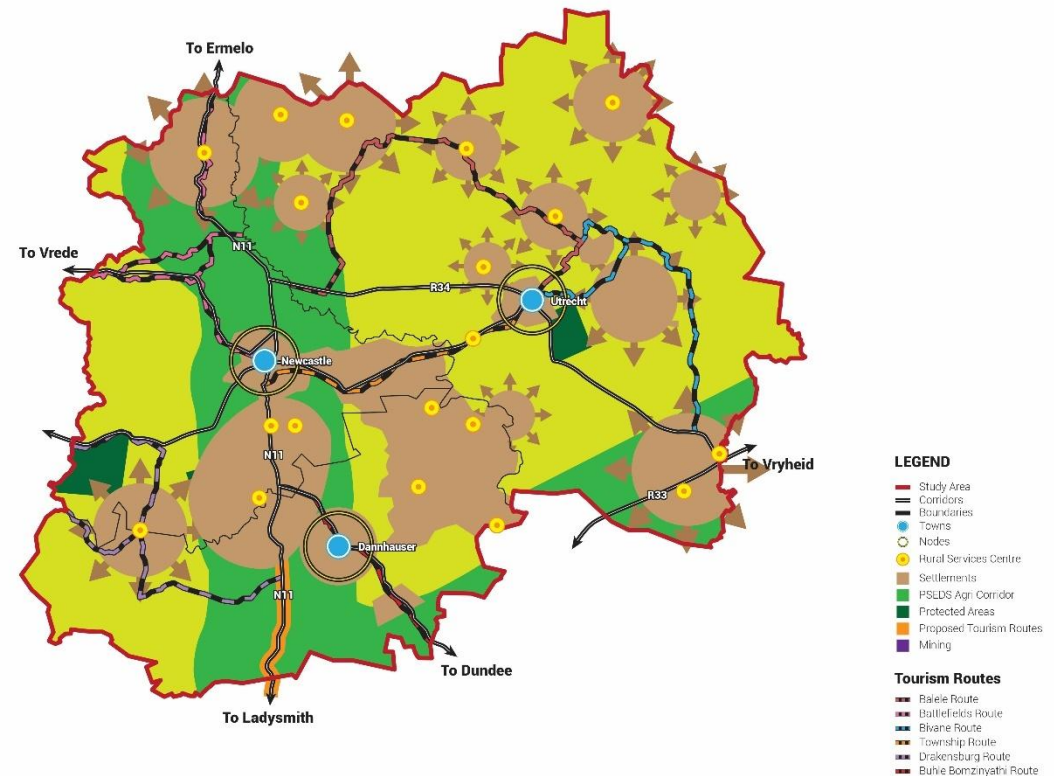 To Ermelo
To Vrede
N11
R34
Utrecht
Newcastle
N11
To Vryheid
R33
Dannhauser
N11
To Dundee
To Ladysmith
LEGEND
Study Area
Corridors
Boundaries
Towns
Nodes
Rural Services Centre
Settlements
PSEDS Agri Corridor
Protected Areas
Proposed Tourism Routes
Mining
Tourism Routes
Balele Route
Battlefields Route
Bivane Route
Township Route
Drakensburg Route
Buhle Bomzinyathi Route